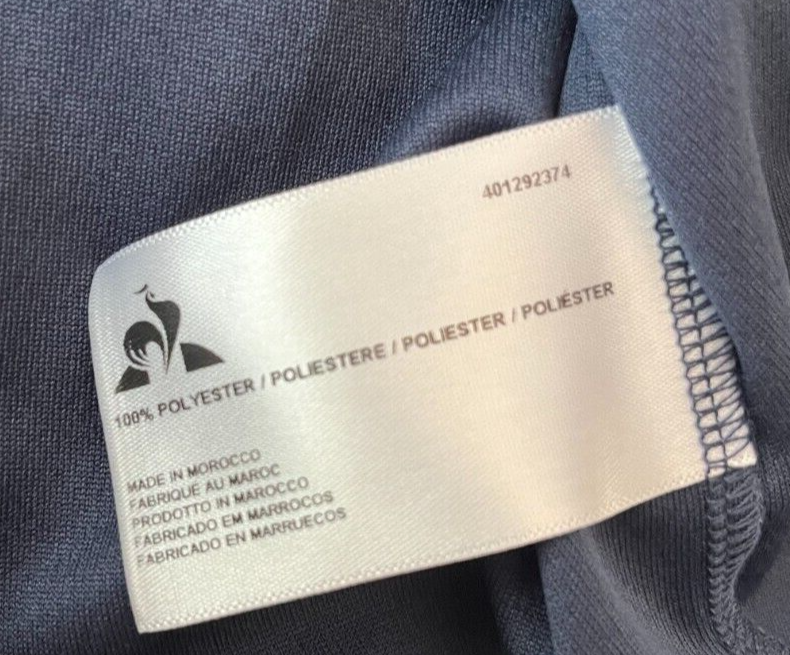 401292374
100% POLYESTER / POLIESTERE / POLIESTER / POLIÉSTER
MADE IN MOROCCO
FABRIQUÉ AU MAROC
PRODOTTO IN MAROCCO
FABRICADO EM MARROCOS
FABRICADO EN MARRUECOS